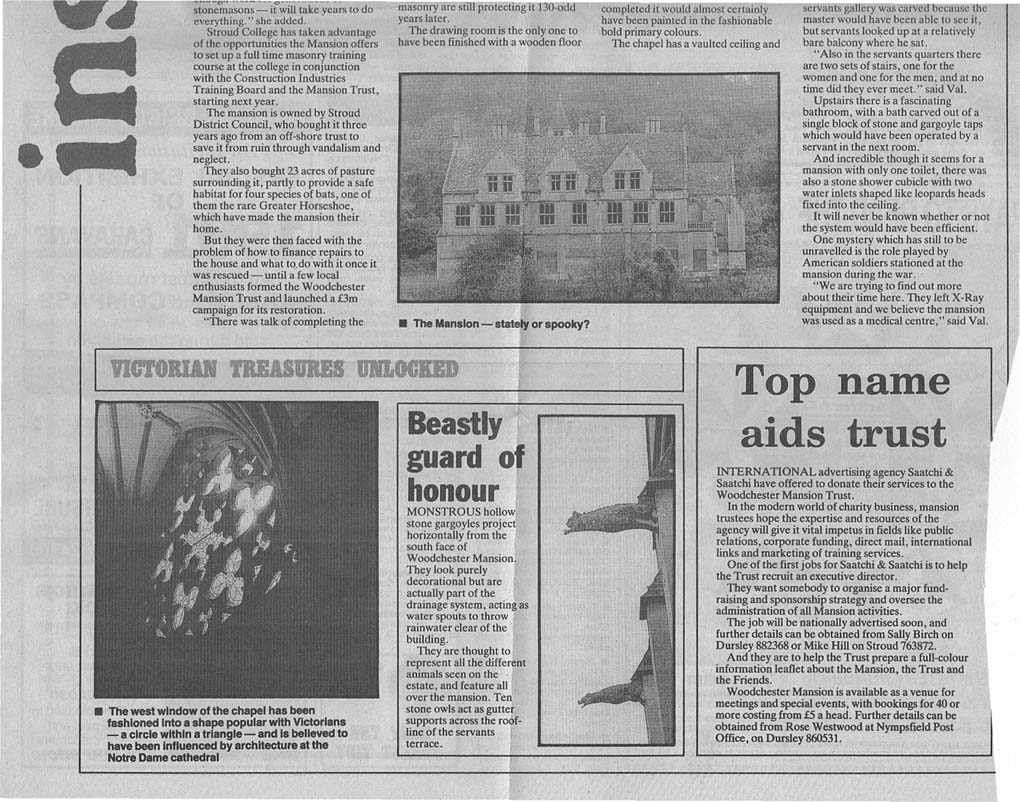 ins
stonemasons — it will take years to do
everything." she added.
Stroud College has taken advantage
of the opportunities the Mansion offers
to set up a full time masonry training
course at the college in conjunction
with the Construction Industries
Training Board and the Mansion Trust,
starting next year.
The mansion is owned by Stroud
District Council, who bought it three
years ago from an off-shore trust to
save it from ruin through vandalism and
neglect.
They also bought 23 acres of pasture
surrounding it, partly to provide a safe
habitat for four species of bats, one of
them the rare Greater Horseshoe,
which have made the mansion their
home.
But they were then faced with the
problem of how to finance repairs to
the house and what to do with it once it
was rescued — until a few local
enthusiasts formed the Woodchester
Mansion Trust and launched a £3m
campaign for its restoration.
"There was talk of completing the
masonry are still protecting it 130-odd
years later.
The drawing room is the only one to
have been finished with a wooden floor
completed it would almost certainly
have been painted in the fashionable
bold primary colours.
The chapel has a vaulted ceiling and
■ The Mansion — stately or spooky?
servants gallery was carved because the
master would have been able to see it,
but servants looked up at a relatively
bare balcony where he sat.
"Also in the servants quarters there
are two sets of stairs, one for the
women and one for the men, and at no
time did they ever meet." said Val.
Upstairs there is a fascinating
bathroom, with a bath carved out of a
single block of stone and gargoyle taps
which would have been operated by a
servant in the next room.
And incredible though it seems for a
mansion with only one toilet, there was
also a stone shower cubicle with two
water inlets shaped like leopards heads
fixed into the ceiling.
It will never be known whether or not
the system would have been efficient.
One mystery which has still to be
unravelled is the role played by
American soldiers stationed at the
mansion during the war.
"We are trying to find out more
about their time here. They left X-Ray
equipment and we believe the mansion
was used as a medical centre," said Val.
VICTORIAN TREASURES UNLOCKED
■ The west window of the chapel has been
fashioned into a shape popular with Victorians
— a circle within a triangle — and is believed to
have been influenced by architecture at the
Notre Dame cathedral
Beastly
guard of
honour
MONSTROUS hollow
stone gargoyles project
horizontally from the
south face of
Woodchester Mansion.
They look purely
decorational but are
actually part of the
drainage system, acting as
water spouts to throw
rainwater clear of the
building.
They are thought to
represent all the different
animals seen on the
estate, and feature all
over the mansion. Ten
stone owls act as gutter
supports across the roof-
line of the servants
terrace.
Top name
aids trust
INTERNATIONAL advertising agency Saatchi &
Saatchi have offered to donate their services to the
Woodchester Mansion Trust.
In the modern world of charity business, mansion
trustees hope the expertise and resources of the
agency will give it vital impetus in fields like public
relations, corporate funding, direct mail, international
links and marketing of training services.
One of the first jobs for Saatchi & Saatchi is to help
the Trust recruit an executive director.
They want somebody to organise a major fund-
raising and sponsorship strategy and oversee the
administration of all Mansion activities.
The job will be nationally advertised soon, and
further details can be obtained from Sally Birch on
Dursley 882368 or Mike Hill on Stroud 763872.
And they are to help the Trust prepare a full-colour
information leaflet about the Mansion, the Trust and
the Friends.
Woodchester Mansion is available as a venue for
meetings and special events, with bookings for 40 or
more costing from £5 a head. Further details can be
obtained from Rose Westwood at Nympsfield Post
Office, on Dursley 860531.